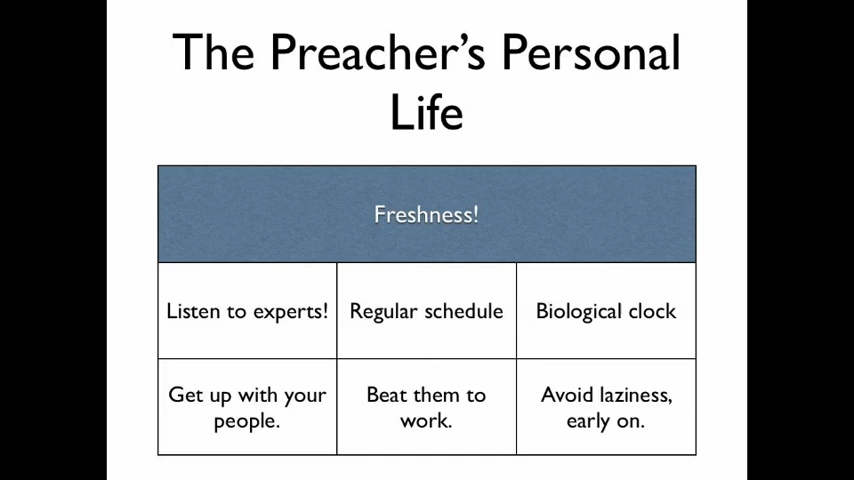 The Preacher’s Personal
Life
Freshness!
Listen to experts!
Regular schedule
Biological clock
Get up with your
people.
Beat them to
work.
Avoid laziness,
early on.